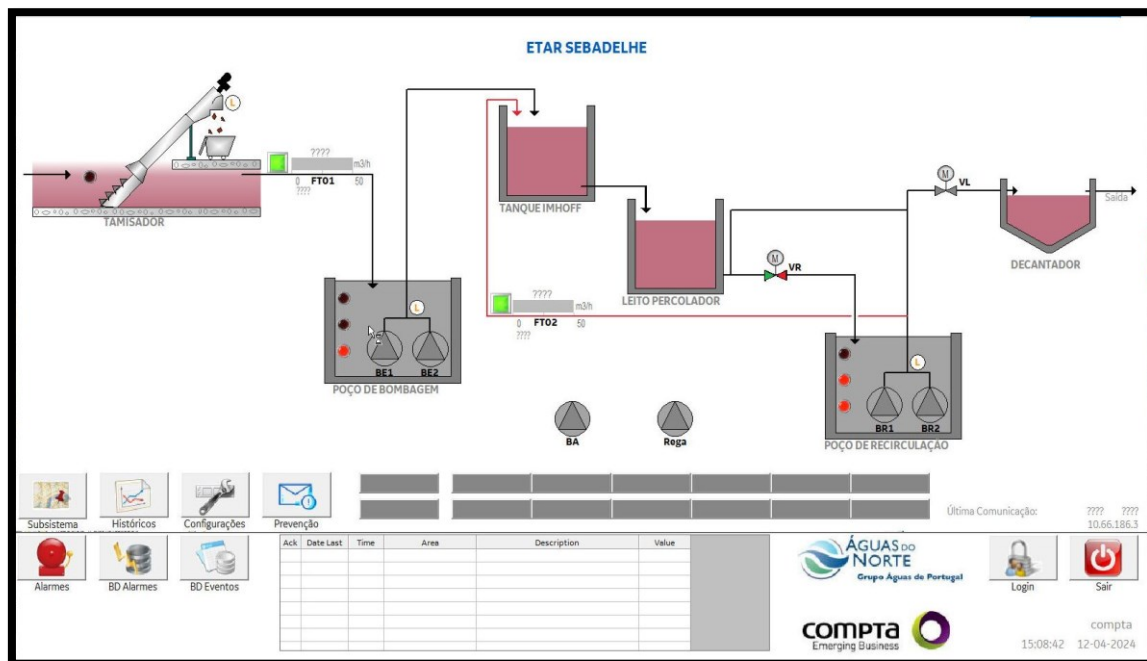 ETAR SEBADELHE
L
????
m3/h
0 FT01 50
????
TAMISADOR
TANQUE IMHOFF
M
VL
Saída
DECANTADOR
M
VR
LEITO PERCOLADOR
????
m3/h
0 FT02 50
????
L
BE1 BE2
POÇO DE BOMBAGEM
L
BR1 BR2
POÇO DE RECIRCULAÇÃO
BA
Rega
Subsistema
Históricos
Configurações
Prevenção
Última Comunicação: ???? ????
10.66.186.3
Alarmes
BD Alarmes
BD Eventos
Ack Date Last Time Area Description Value
ÁGUAS DO
NORTE
Grupo Águas de Portugal
Login
Sair
compta
Emerging Business
compta
15:08:42 12-04-2024